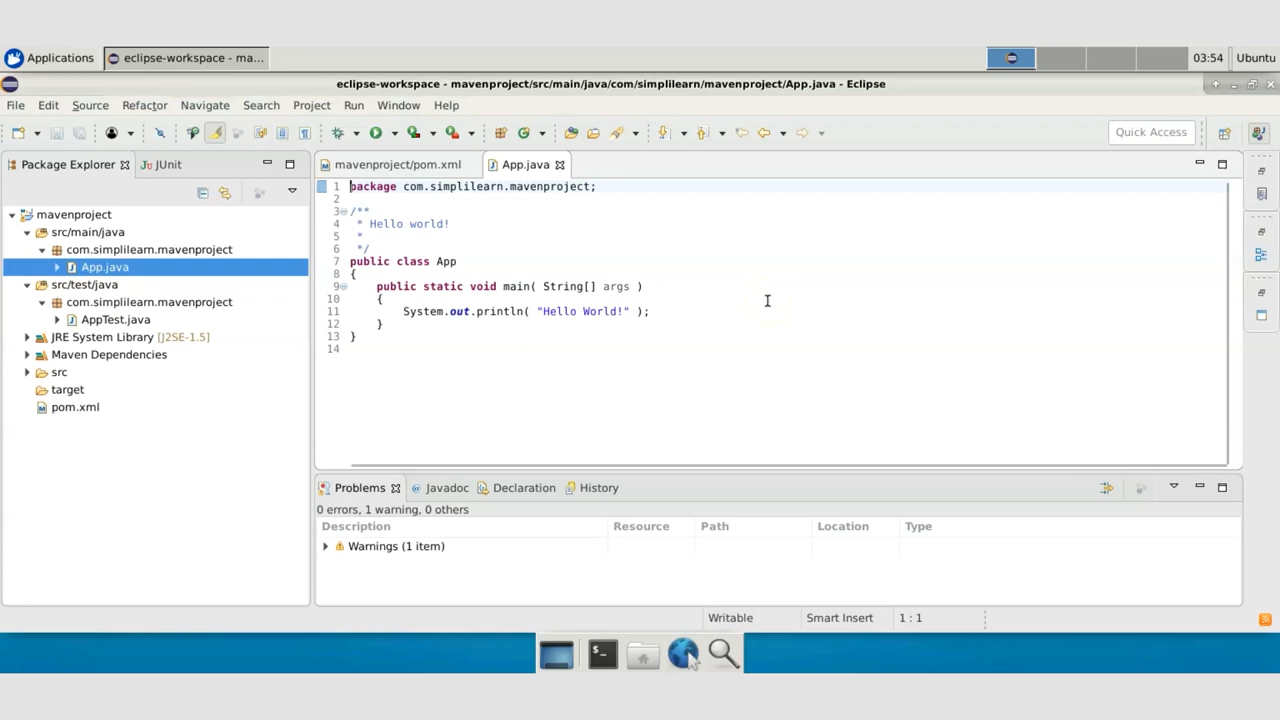 Applications
eclipse-workspace - ma...
03:54
Ubuntu
eclipse-workspace - mavenproject/src/main/java/com/simplilearn/mavenproject/App.java - Eclipse
File Edit Source Refactor Navigate Search Project Run Window Help
Quick Access
Package Explorer
JUnit
mavenproject
src/main/java
com.simplilearn.mavenproject
App.java
src/test/java
com.simplilearn.mavenproject
AppTest.java
JRE System Library [J2SE-1.5]
Maven Dependencies
src
target
pom.xml
mavenproject/pom.xml
App.java
1 package com.simplilearn.mavenproject;
2
3 /**
4 * Hello world!
5 *
6 */
7 public class App
8 {
9 public static void main( String[] args )
10 {
11 System.out.println( "Hello World!" );
12 }
13 }
14
Problems
Javadoc
Declaration
History
0 errors, 1 warning, 0 others
Description Resource Path Location Type
Warnings (1 item)
Writable
Smart Insert
1 : 1